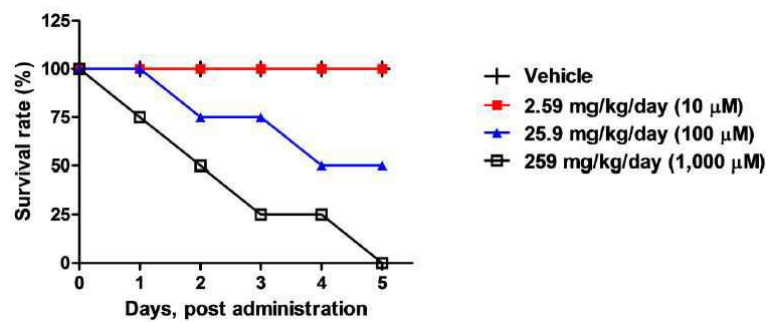 125
100
75
50
25
0
Survival rate (%)
0 1 2 3 4 5
Days, post administration
Vehicle
2.59 mg/kg/day (10 μM)
25.9 mg/kg/day (100 μM)
259 mg/kg/day (1,000 μM)